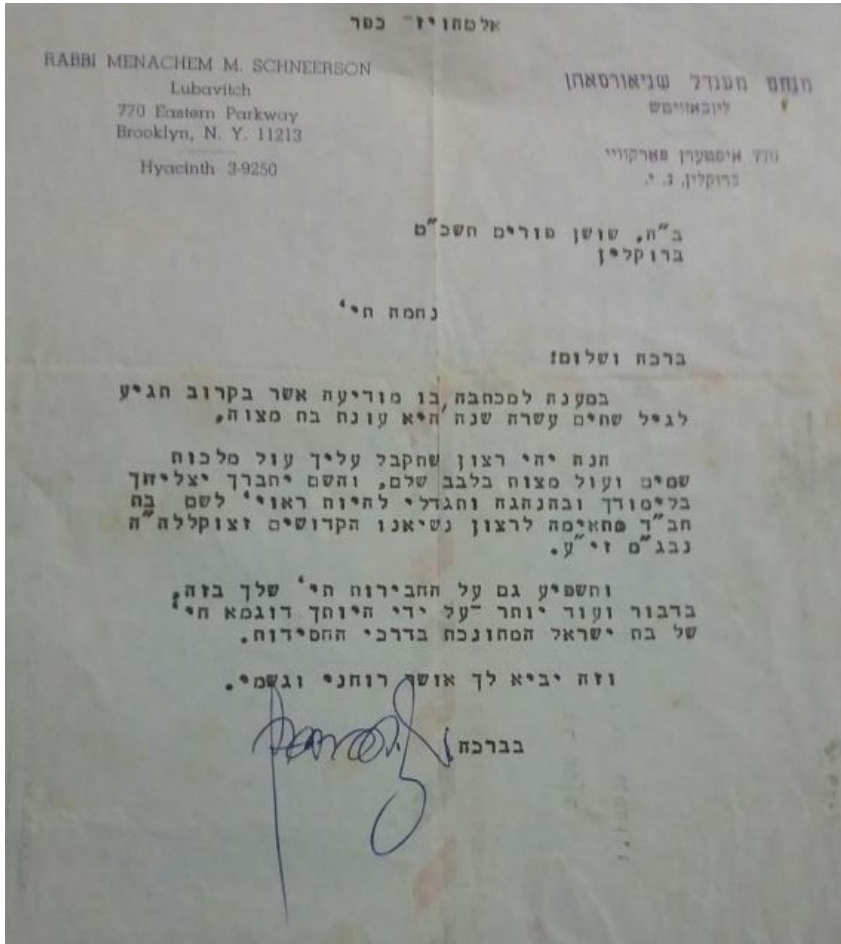 אלטהויז- כפר
RABBI MENACHEM M. SCHNEERSON
Lubavitch
770 Eastern Parkway
Brooklyn, N. Y. 11213
Hyacinth 3-9250
מנחם מענדל שניאורסאהן
ליובאוויטש
770 איסטערן פארקוויי
ברוקלין, נ. י.
ב"ה, שושן פורים תשכ"ט
ברוקלין
נחמה תי'
ברכה ושלום!
במענה למכתבה, בו מודיעה אשר בקרוב תגיע
לגיל שתים עשרה שנה, היא עונת בת מצוה,
הנה יהי רצון שתקבל עליך עול מלכות
שמים ועול מצות בלבב שלם, והשם יתברך יצליחך
בלימודך ובהנהגה ותגדלי להיות ראוי' לשם בת
חב"ד מתאימה לרצון נשיאנו הקדושים זצוקללה"ה
נבג"מ זי"ע.
ותשפיע גם על החבירות תי' שלך בזה,
בדבור ועוד יותר -על ידי היותך דוגמא חי'
של בת ישראל המחונכת בדרכי החסידות.
וזה יביא לך אושר רוחני וגשמי.
בברכה